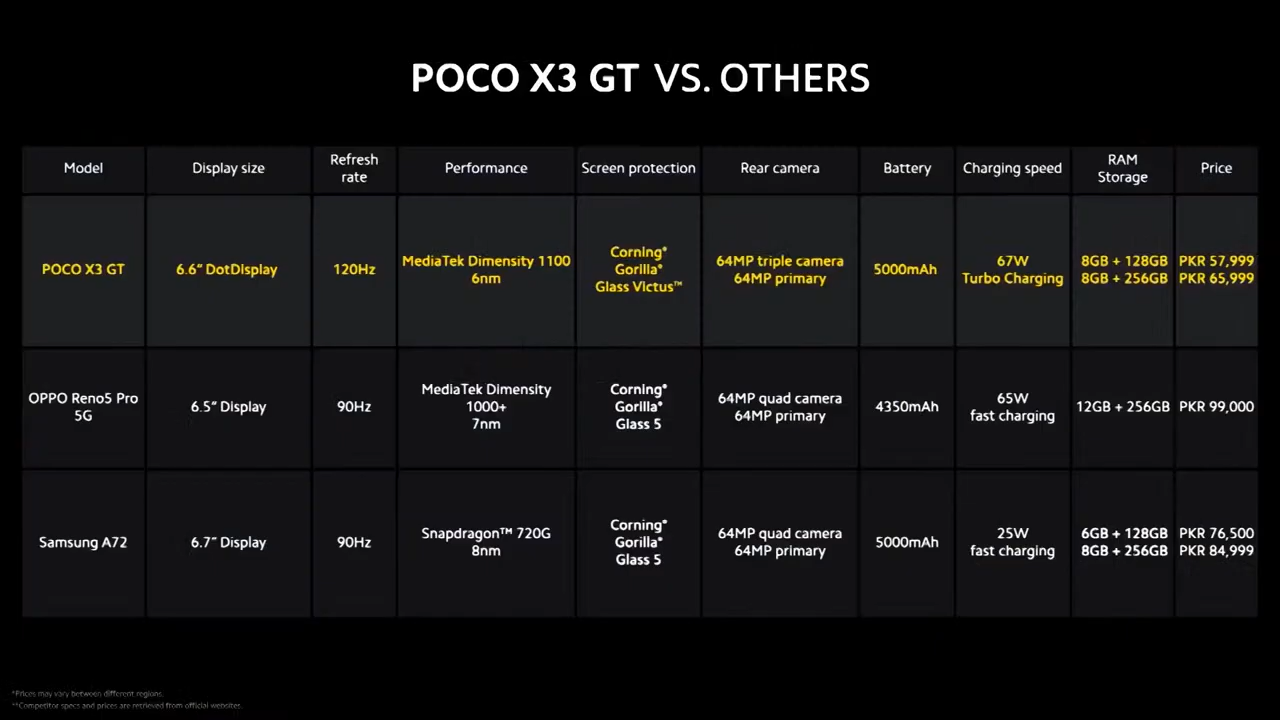 POCO X3 GT VS. OTHERS
Model
Display size
Refresh
rate
Performance
Screen protection
Rear camera
Battery
Charging speed
RAM
Storage
Price
POCO X3 GT
6.6“ DotDisplay
120Hz
MediaTek Dimensity 1100
6nm
Corning®
Gorilla®
Glass Victus™
64MP triple camera
64MP primary
5000mAh
67W
Turbo Charging
8GB + 128GB
8GB + 256GB
PKR 57,999
PKR 65,999
OPPO Reno5 Pro
5G
6.5“ Display
90Hz
MediaTek Dimensity
1000+
7nm
Corning®
Gorilla®
Glass 5
64MP quad camera
64MP primary
4350mAh
65W
fast charging
12GB + 256GB
PKR 99,000
Samsung A72
6.7“ Display
90Hz
Snapdragon™ 720G
8nm
Corning®
Gorilla®
Glass 5
64MP quad camera
64MP primary
5000mAh
25W
fast charging
6GB + 128GB
8GB + 256GB
PKR 76,500
PKR 84,999
*Prices may vary between different regions.
**Competitor specs and prices are retrieved from official websites.